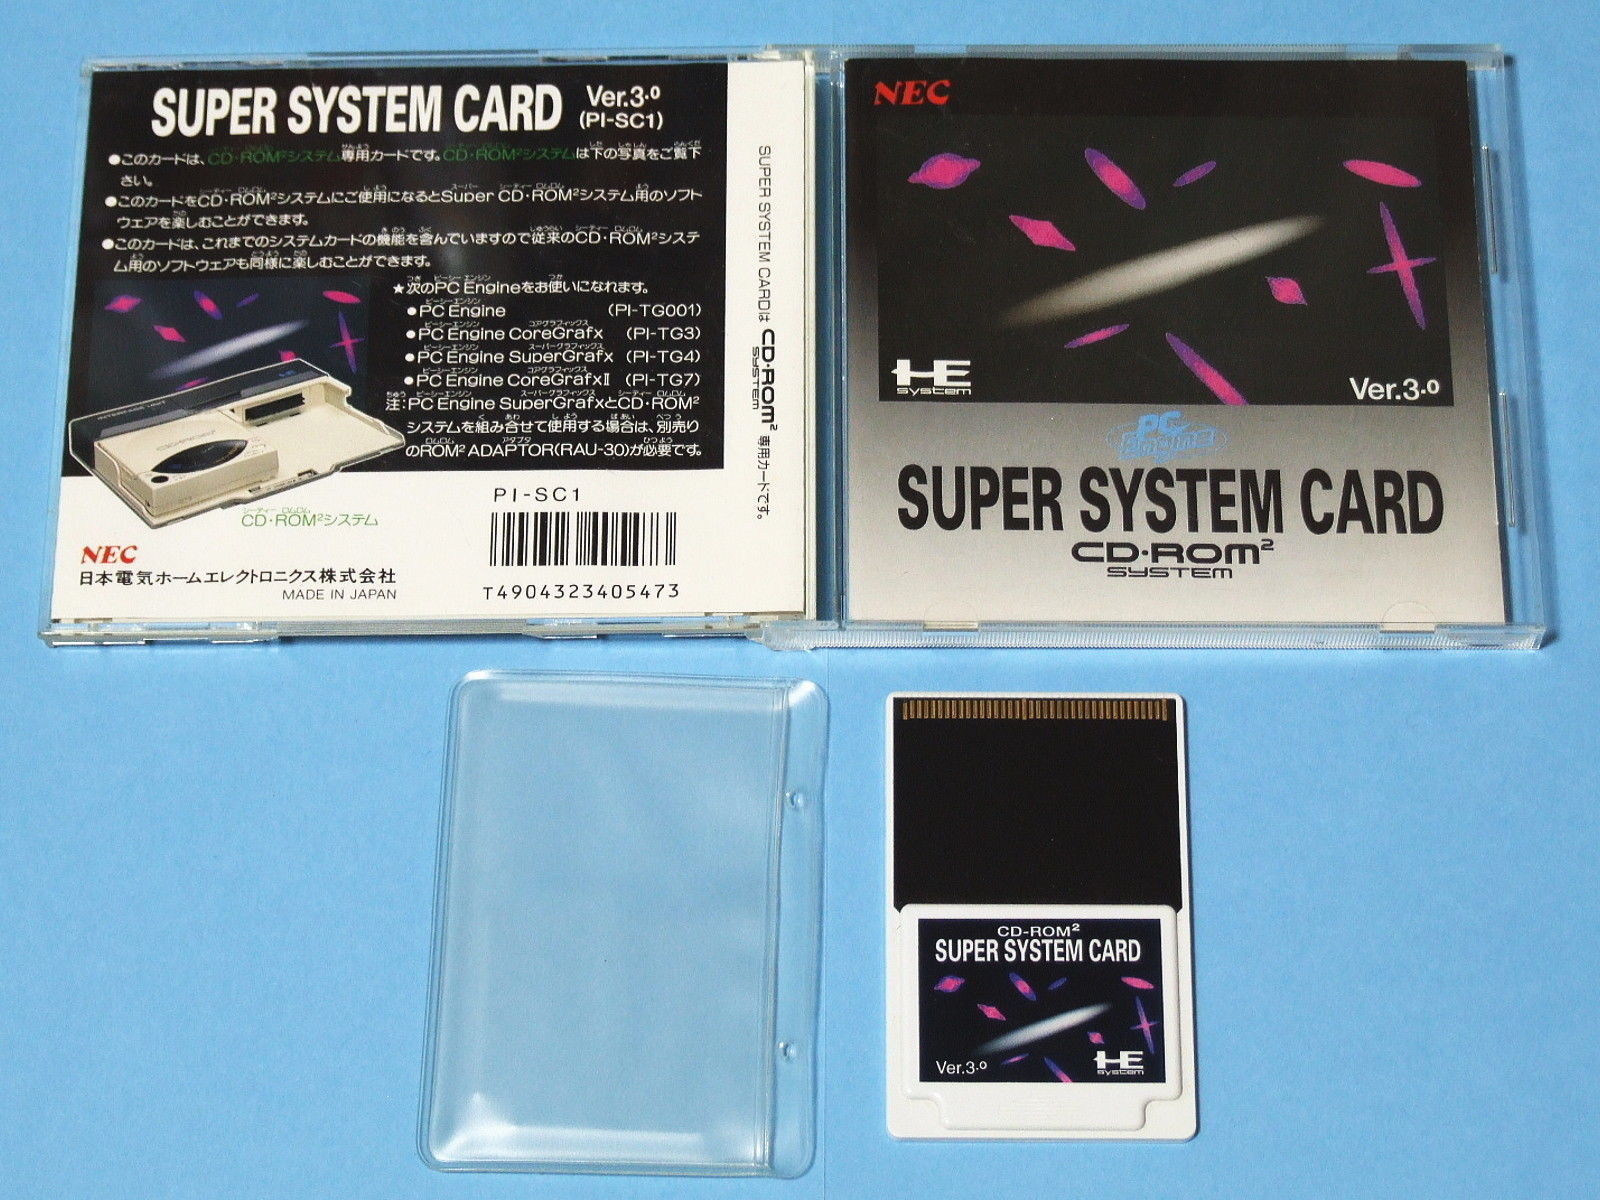 SUPER SYSTEM CARD Ver.3.0
(PI-SC1)
●このカードは、CD・ROM²システム専用カードです。CD・ROM²システムは下の写真をご覧下
さい。
●このカードをCD・ROM²システムにご使用になるとSuper CD・ROM²システム用のソフト
ウェアを楽しむことができます。
●このカードは、これまでのシステムカードの機能を含んでいますので従来のCD・ROM²システ
ム用のソフトウェアも同様に楽しむことができます。
★次のPC Engineをお使いになれます。
●PC Engine (PI-TG001)
●PC Engine CoreGrafx (PI-TG3)
●PC Engine SuperGrafx (PI-TG4)
●PC Engine CoreGrafxⅡ (PI-TG7)
注:PC Engine SuperGrafxとCD・ROM²
システムを組み合せて使用する場合は、別売り
のROM² ADAPTOR(RAU-30)が必要です。
CD・ROM²システム
PI-SC1
NEC
日本電気ホームエレクトロニクス株式会社
MADE IN JAPAN
T4904323405473
SUPER SYSTEM CARDは CD・ROM² SYSTEM 専用カードです。
NEC
HE
system
Ver.3.0
PC Engine
SUPER SYSTEM CARD
CD・ROM²
SYSTEM
CD-ROM²
SUPER SYSTEM CARD
Ver.3.0
HE
system